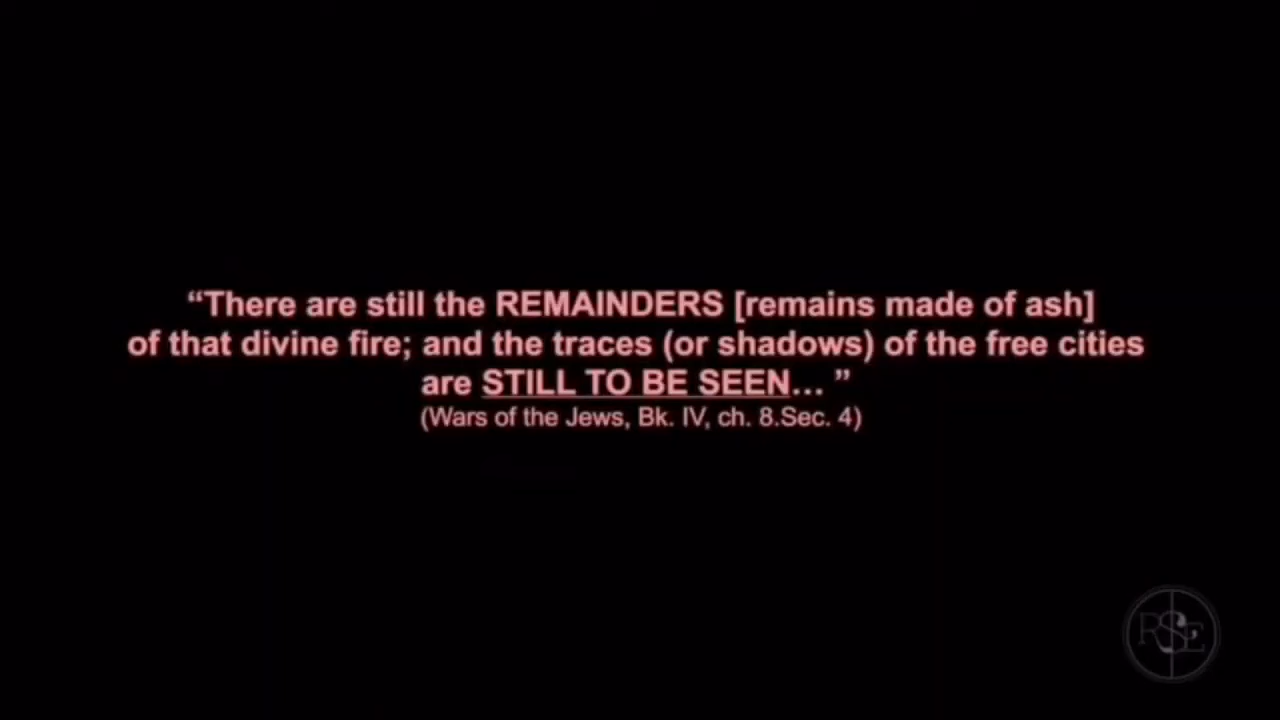 “There are still the REMAINDERS [remains made of ash]
of that divine fire; and the traces (or shadows) of the free cities
are STILL TO BE SEEN... ”
(Wars of the Jews, Bk. IV, ch. 8.Sec. 4)
RSE